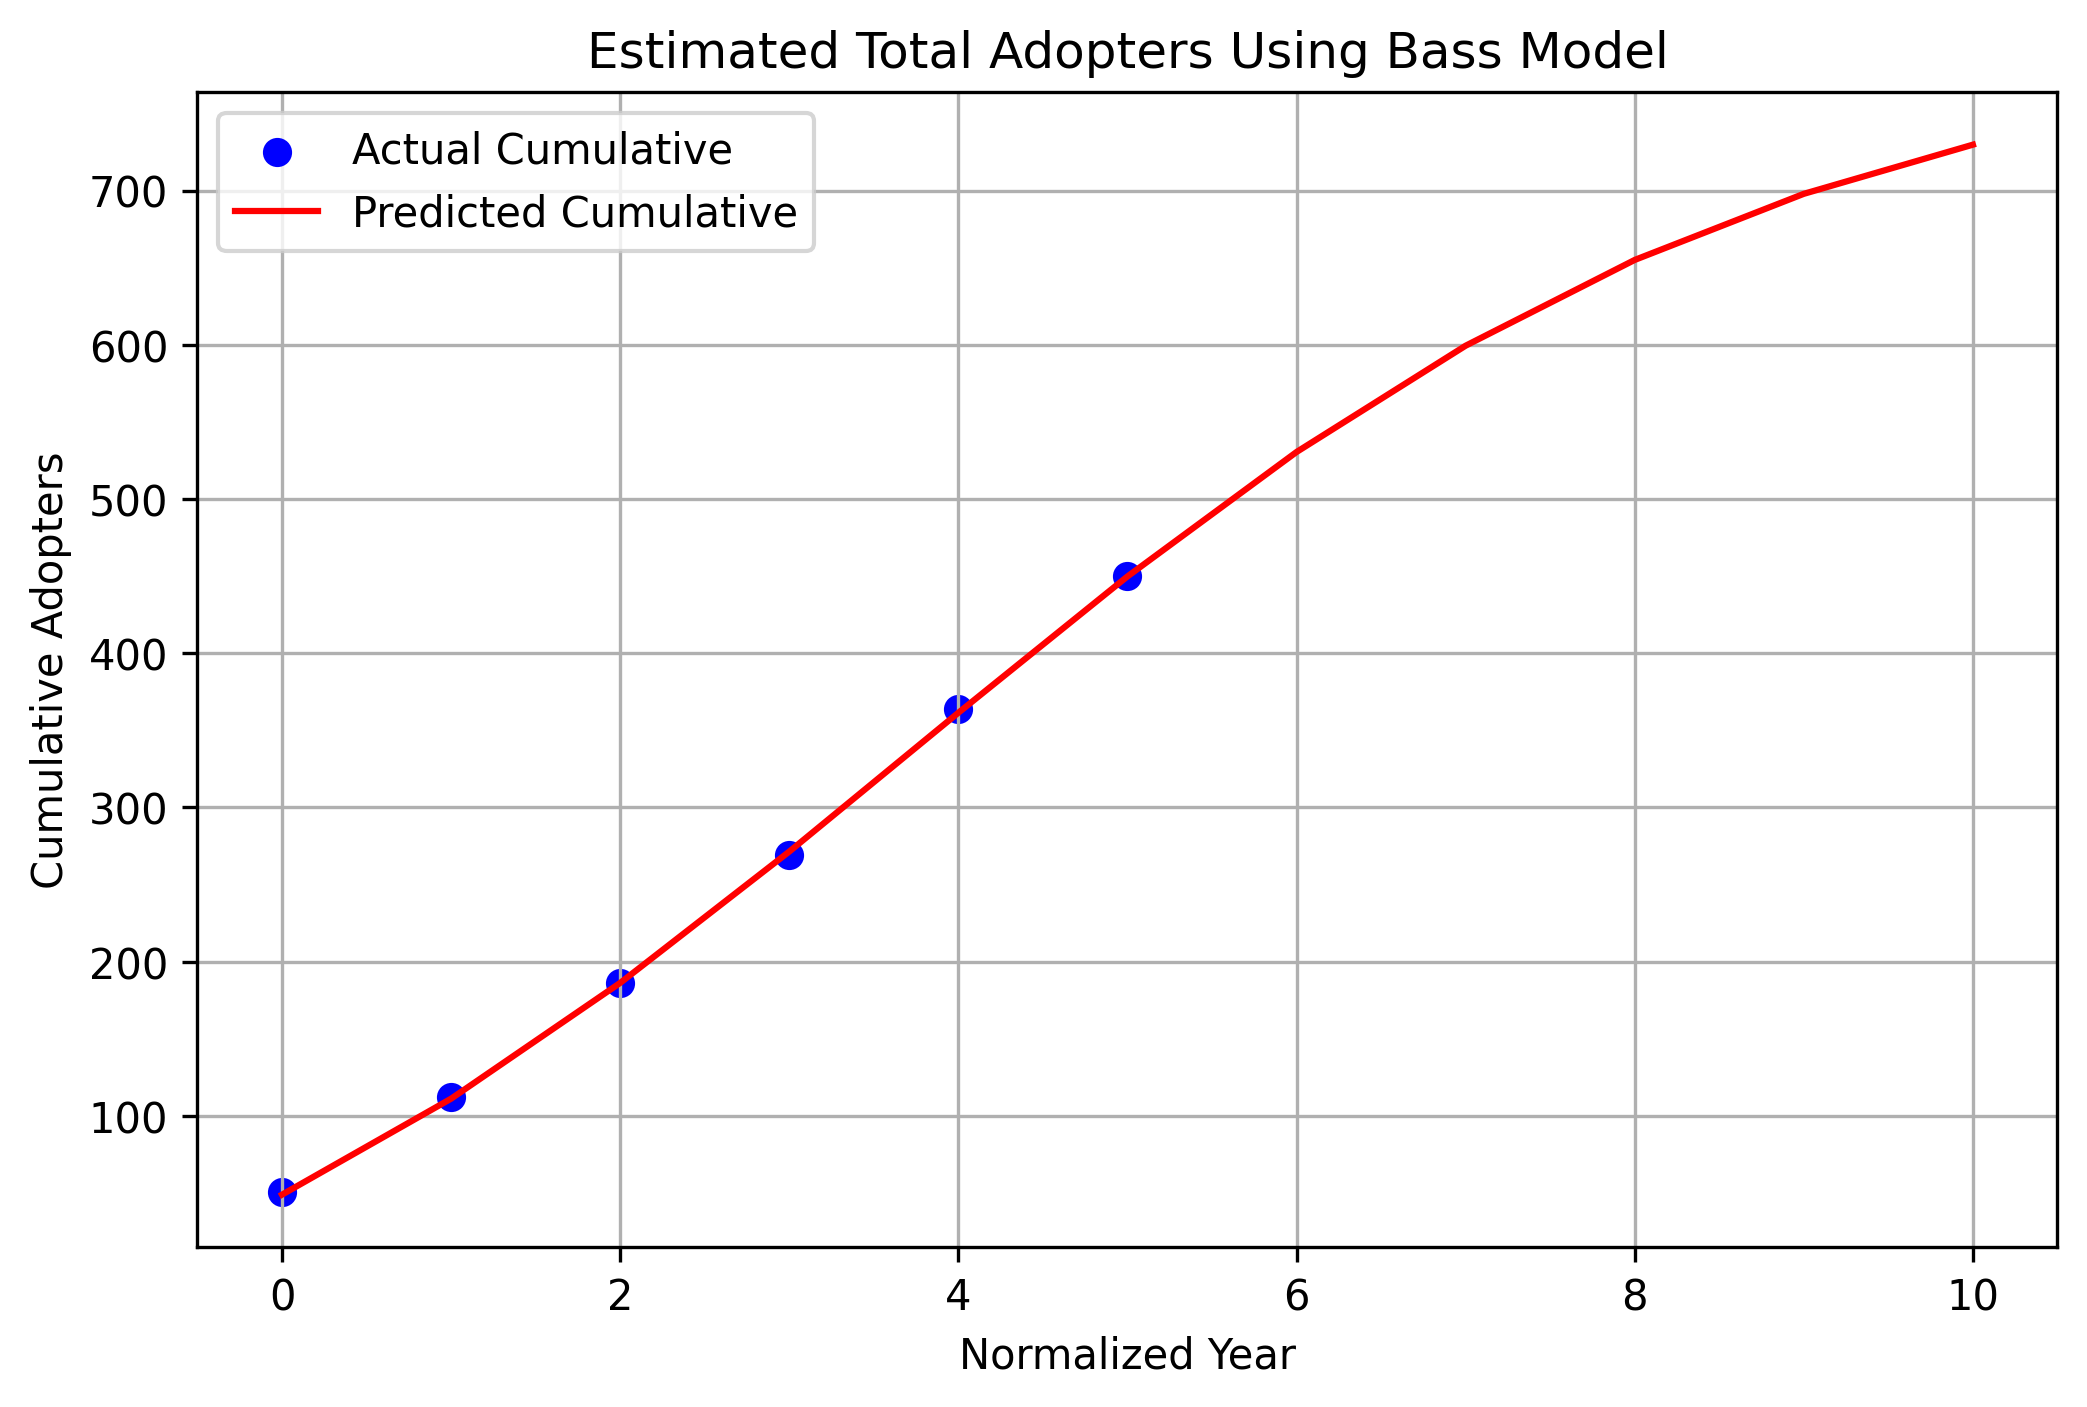 Estimated Total Adopters Using Bass Model
Actual Cumulative
Predicted Cumulative
Cumulative Adopters
700
600
500
400
300
200
100
0 2 4 6 8 10
Normalized Year